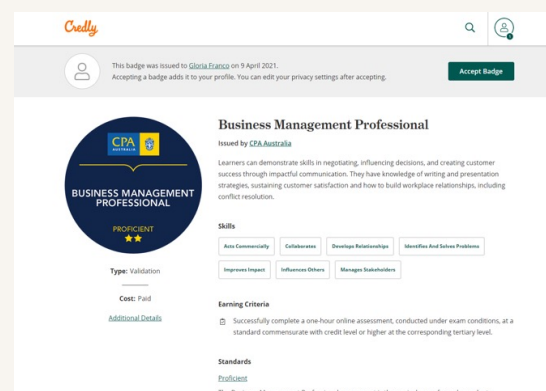 Credly
This badge was issued to Gloria Franco on 9 April 2021.
Accepting a badge adds it to your profile. You can edit your privacy settings after accepting.
Accept Badge
CPA
AUSTRALIA
BUSINESS MANAGEMENT
PROFESSIONAL
PROFICIENT
Type: Validation
Cost: Paid
Additional Details
Business Management Professional
Issued by CPA Australia
Learners can demonstrate skills in negotiating, influencing decisions, and creating customer
success through impactful communication. They have knowledge of writing and presentation
strategies, sustaining customer satisfaction and how to build workplace relationships, including
conflict resolution.
Skills
Acts Commercially
Collaborates
Develops Relationships
Identifies And Solves Problems
Improves Impact
Influences Others
Manages Stakeholders
Earning Criteria
Successfully complete a one-hour online assessment, conducted under exam conditions, at a
standard commensurate with credit level or higher at the corresponding tertiary level.
Standards
Proficient